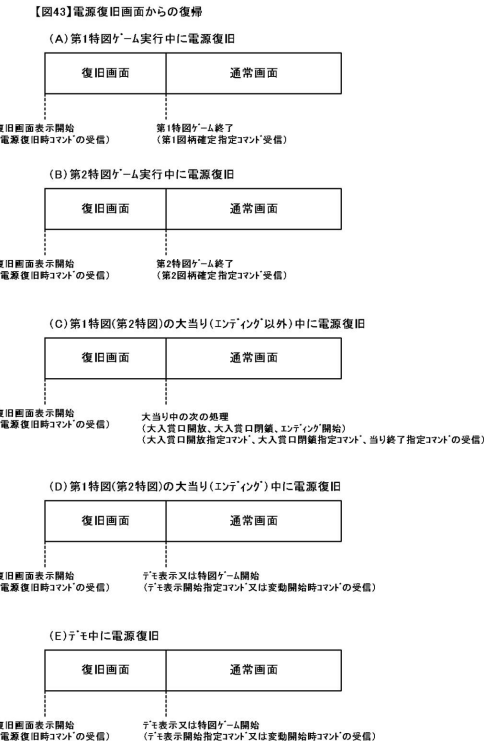 【図43】電源復旧画面からの復帰
(A)第1特図ゲーム実行中に電源復旧
復旧画面 通常画面
復旧画面表示開始 第1特図ゲーム終了
電源復旧時コマンドの受信) (第1図柄確定指定コマンド受信)
(B)第2特図ゲーム実行中に電源復旧
復旧画面 通常画面
復旧画面表示開始 第2特図ゲーム終了
電源復旧時コマンドの受信) (第2図柄確定指定コマンド受信)
(C)第1特図(第2特図)の大当り(エンディング以外)中に電源復旧
復旧画面 通常画面
復旧画面表示開始 大当り中の次の処理
電源復旧時コマンドの受信) (大入賞口開放、大入賞口閉鎖、エンディング開始)
(大入賞口開放指定コマンド、大入賞口閉鎖指定コマンド、当り終了指定コマンドの受信)
(D)第1特図(第2特図)の大当り(エンディング)中に電源復旧
復旧画面 通常画面
復旧画面表示開始 デモ表示又は特図ゲーム開始
電源復旧時コマンドの受信) (デモ表示開始指定コマンド又は変動開始時コマンドの受信)
(E)デモ中に電源復旧
復旧画面 通常画面
復旧画面表示開始 デモ表示又は特図ゲーム開始
電源復旧時コマンドの受信) (デモ表示開始指定コマンド又は変動開始時コマンドの受信)